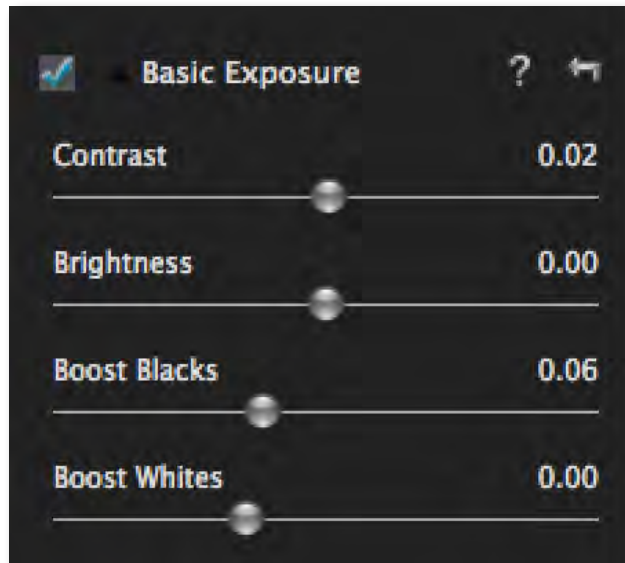 Basic Exposure ?
Contrast 0.02
Brightness 0.00
Boost Blacks 0.06
Boost Whites 0.00